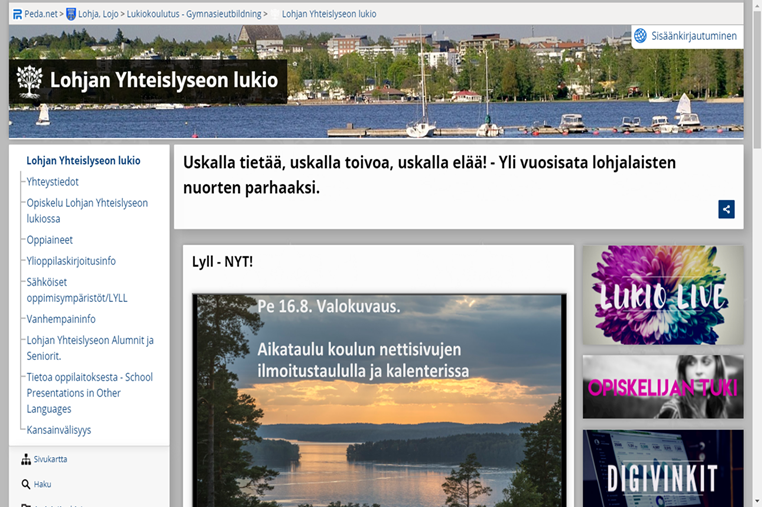 Peda.net > Lohja, Lojo > Lukiokoulutus - Gymnasieutbildning > Lohjan Yhteislyseon lukio
Sisäänkirjautuminen
Lohjan Yhteislyseon lukio
Lohjan Yhteislyseon lukio
Yhteystiedot
Opiskelu Lohjan Yhteislyseon
lukiossa
Oppiaineet
Ylioppilaskirjoitusinfo
Sähköiset
oppimisympäristöt/LYLL
Vanhempaininfo
Lohjan Yhteislyseon Alumnit ja
Seniorit.
Tietoa oppilaitoksesta - School
Presentations in Other
Languages
Kansainvälisyys
Sivukartta
Haku
Uskalla tietää, uskalla toivoa, uskalla elää! - Yli vuosisata lohjalaisten
nuorten parhaaksi.
Lyll - NYT!
Pe 16.8. Valokuvaus.
Aikataulu koulun nettisivujen
ilmoitustaululla ja kalenterissa
LUKIO LIVE
OPISKELIJAN TUKI
DIGIVINKIT